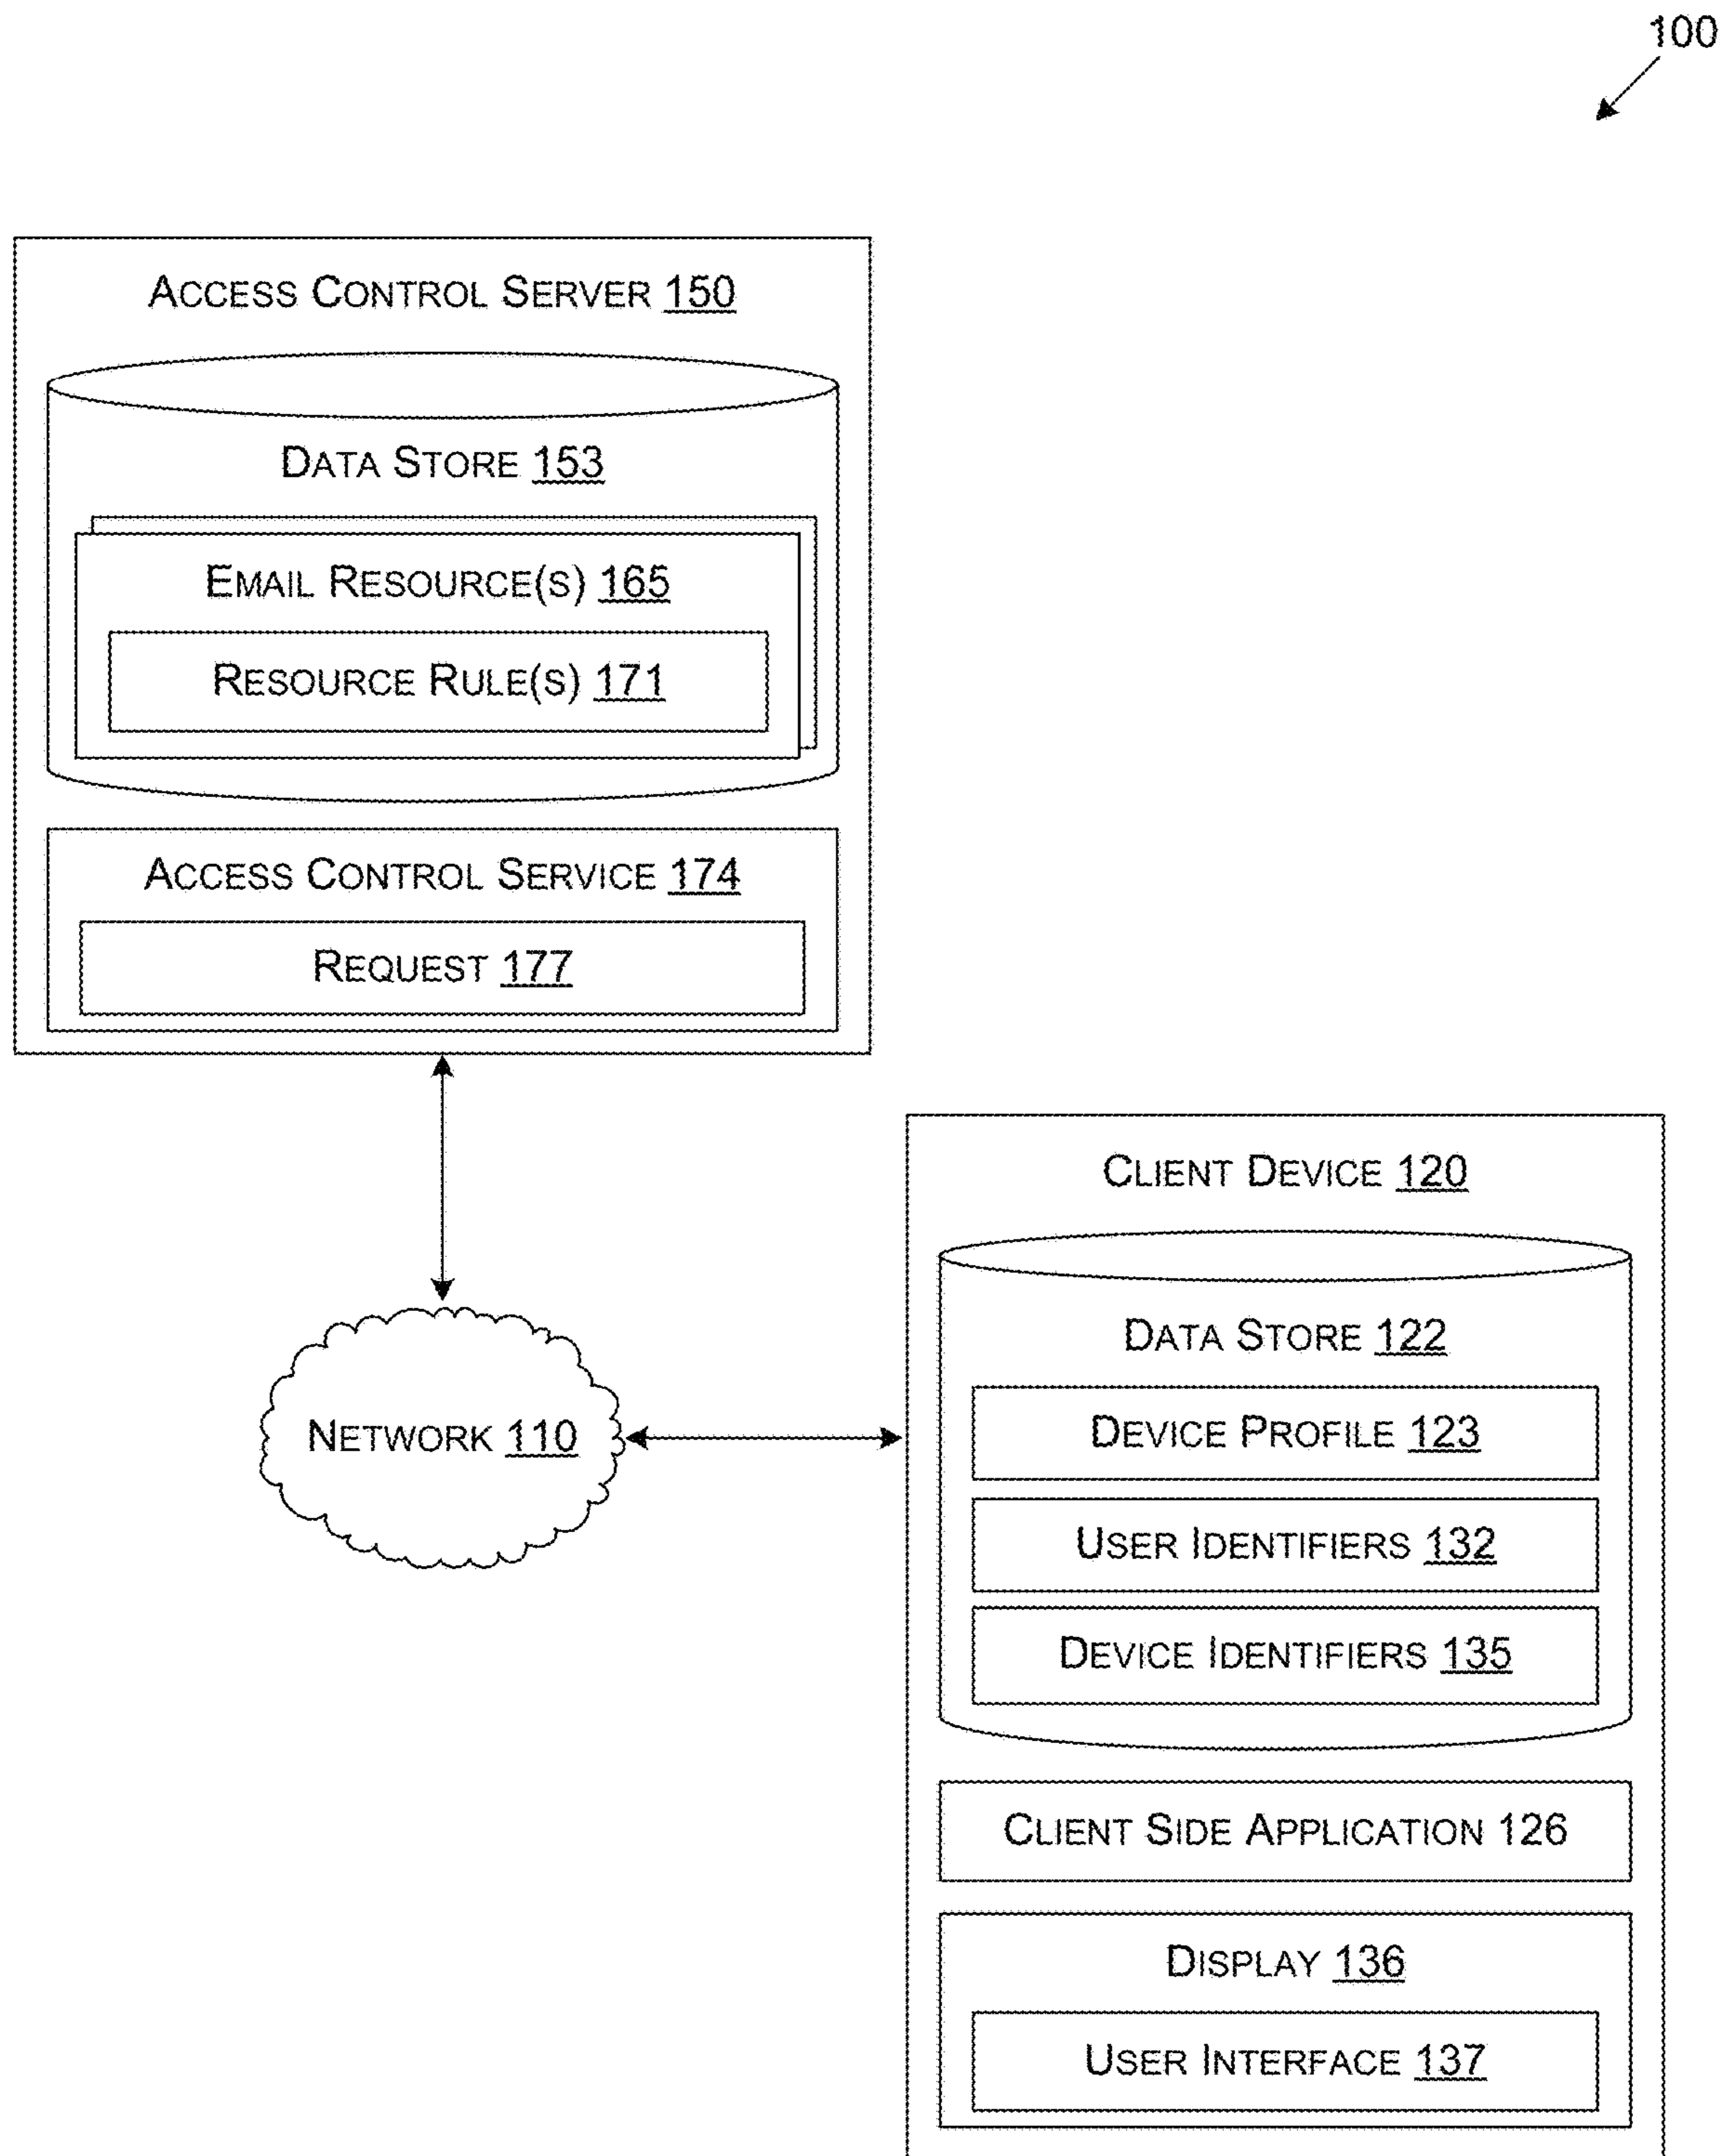 100
ACCESS CONTROL SERVER 150
DATA STORE 153
EMAIL RESOURCE(S) 165
RESOURCE RULE(S) 171
ACCESS CONTROL SERVICE 174
REQUEST 177
NETWORK 110
CLIENT DEVICE 120
DATA STORE 122
DEVICE PROFILE 123
USER IDENTIFIERS 132
DEVICE IDENTIFIERS 135
CLIENT SIDE APPLICATION 126
DISPLAY 136
USER INTERFACE 137